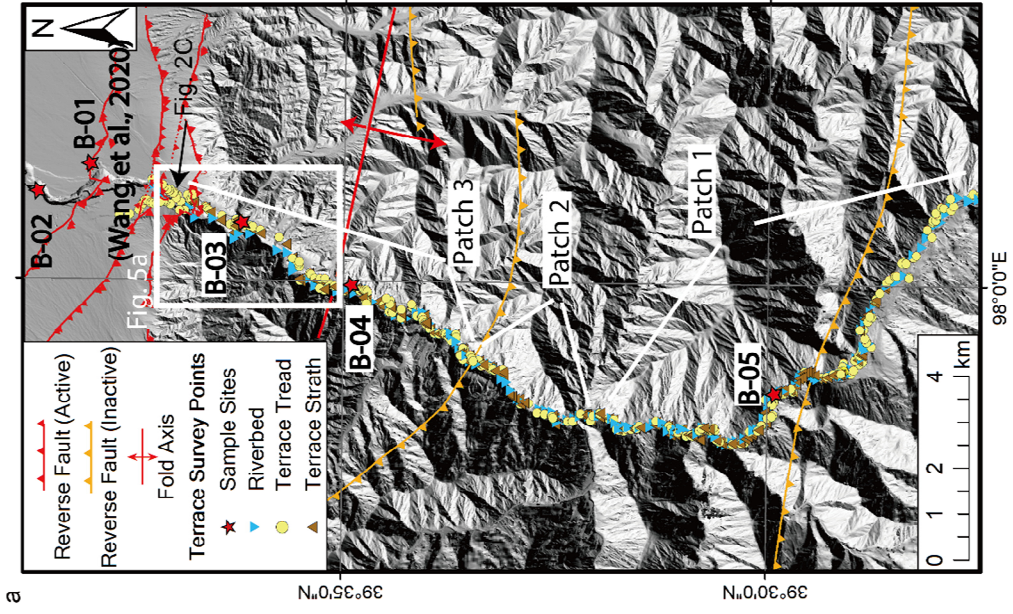 a
N
B-02
B-01
(Wang et al., 2020)
Fig. 2C
Fig. 5a
B-03
B-04
Patch 3
Patch 2
Patch 1
B-05
Reverse Fault (Active)
Reverse Fault (Inactive)
Fold Axis
Terrace Survey Points
Sample Sites
Riverbed
Terrace Tread
Terrace Strath
0 1 2 4 km
39°35'0"N
39°30'0"N
98°0'0"E